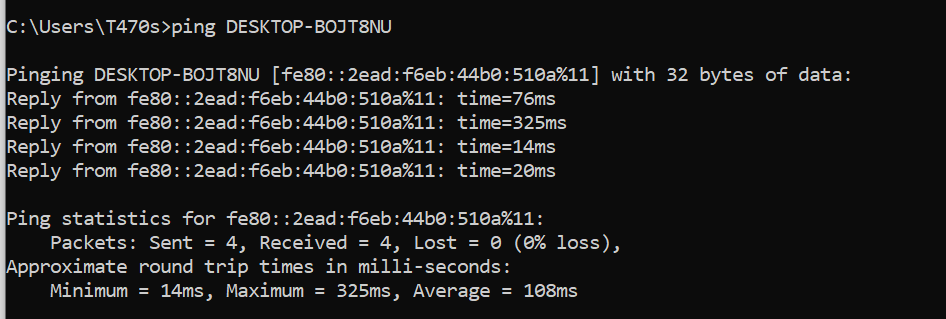 C:\Users\T470s>ping DESKTOP-BOJT8NU
Pinging DESKTOP-BOJT8NU [fe80::2ead:f6eb:44b0:510a%11] with 32 bytes of data:
Reply from fe80::2ead:f6eb:44b0:510a%11: time=76ms
Reply from fe80::2ead:f6eb:44b0:510a%11: time=325ms
Reply from fe80::2ead:f6eb:44b0:510a%11: time=14ms
Reply from fe80::2ead:f6eb:44b0:510a%11: time=20ms
Ping statistics for fe80::2ead:f6eb:44b0:510a%11:
    Packets: Sent = 4, Received = 4, Lost = 0 (0% loss),
Approximate round trip times in milli-seconds:
    Minimum = 14ms, Maximum = 325ms, Average = 108ms